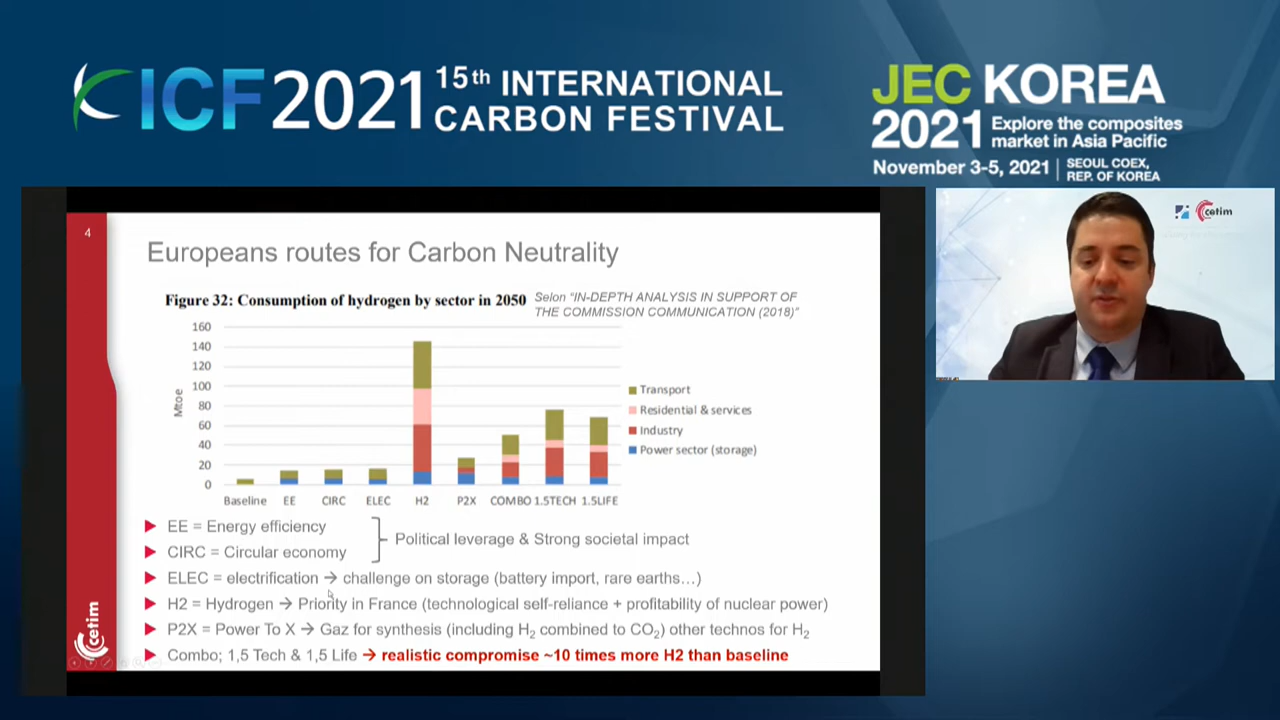 ICF 2021 15th INTERNATIONAL
CARBON FESTIVAL
JEC KOREA
2021 Explore the composites
market in Asia Pacific
November 3-5, 2021 | SEOUL COEX,
REP. OF KOREA
cetim
4
Europeans routes for Carbon Neutrality
Figure 32: Consumption of hydrogen by sector in 2050
Selon "IN-DEPTH ANALYSIS IN SUPPORT OF
THE COMMISSION COMMUNICATION (2018)"
Mtoe
160
140
120
100
80
60
40
20
0
Baseline EE CIRC ELEC H2 P2X COMBO 1.5TECH 1.5LIFE
Transport
Residential & services
Industry
Power sector (storage)
EE = Energy efficiency
CIRC = Circular economy
Political leverage & Strong societal impact
ELEC = electrification → challenge on storage (battery import, rare earths…)
H2 = Hydrogen → Priority in France (technological self-reliance + profitability of nuclear power)
P2X = Power To X → Gaz for synthesis (including H₂ combined to CO₂) other technos for H₂
Combo; 1,5 Tech & 1,5 Life → realistic compromise ~10 times more H2 than baseline
cetim